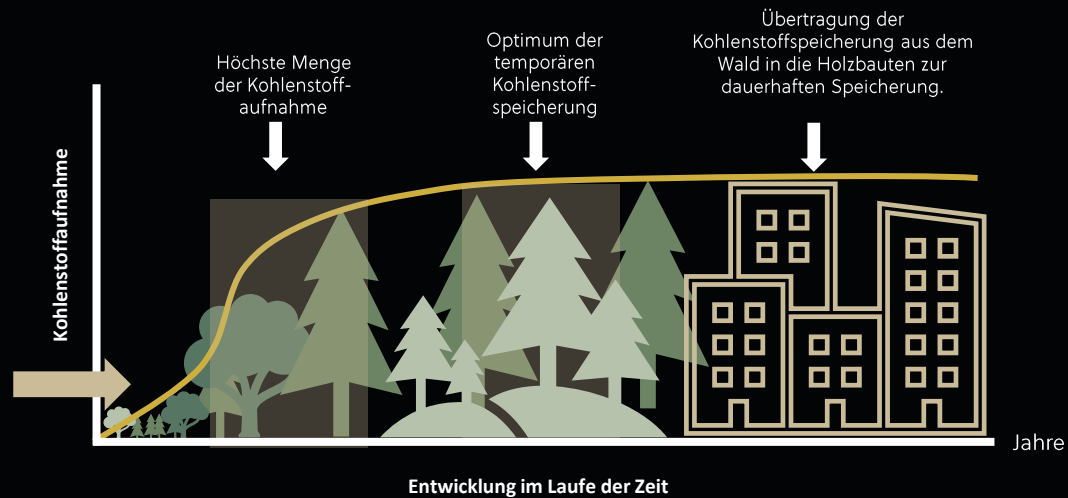 Höchste Menge
der Kohlenstoff-
aufnahme
Optimum der
temporären
Kohlenstoff-
speicherung
Übertragung der
Kohlenstoffspeicherung aus dem
Wald in die Holzbauten zur
dauerhaften Speicherung.
Kohlenstoffaufnahme
Jahre
Entwicklung im Laufe der Zeit